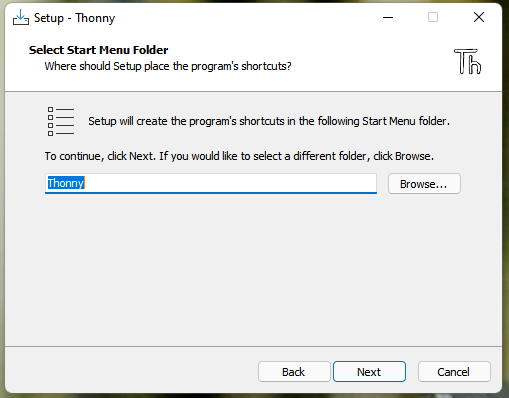 Setup - Thonny
Select Start Menu Folder
Where should Setup place the program's shortcuts?
Th
Setup will create the program's shortcuts in the following Start Menu folder.
To continue, click Next. If you would like to select a different folder, click Browse.
Thonny
Browse...
Back
Next
Cancel